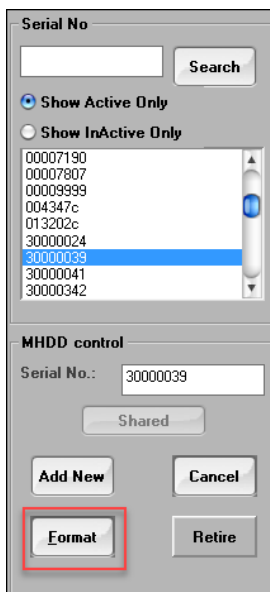 Serial No
Search
Show Active Only
Show InActive Only
00007190
00007807
00009999
004347c
013202c
30000024
30000039
30000041
30000342
MHDD control
Serial No.: 30000039
Shared
Add New Cancel
Format Retire